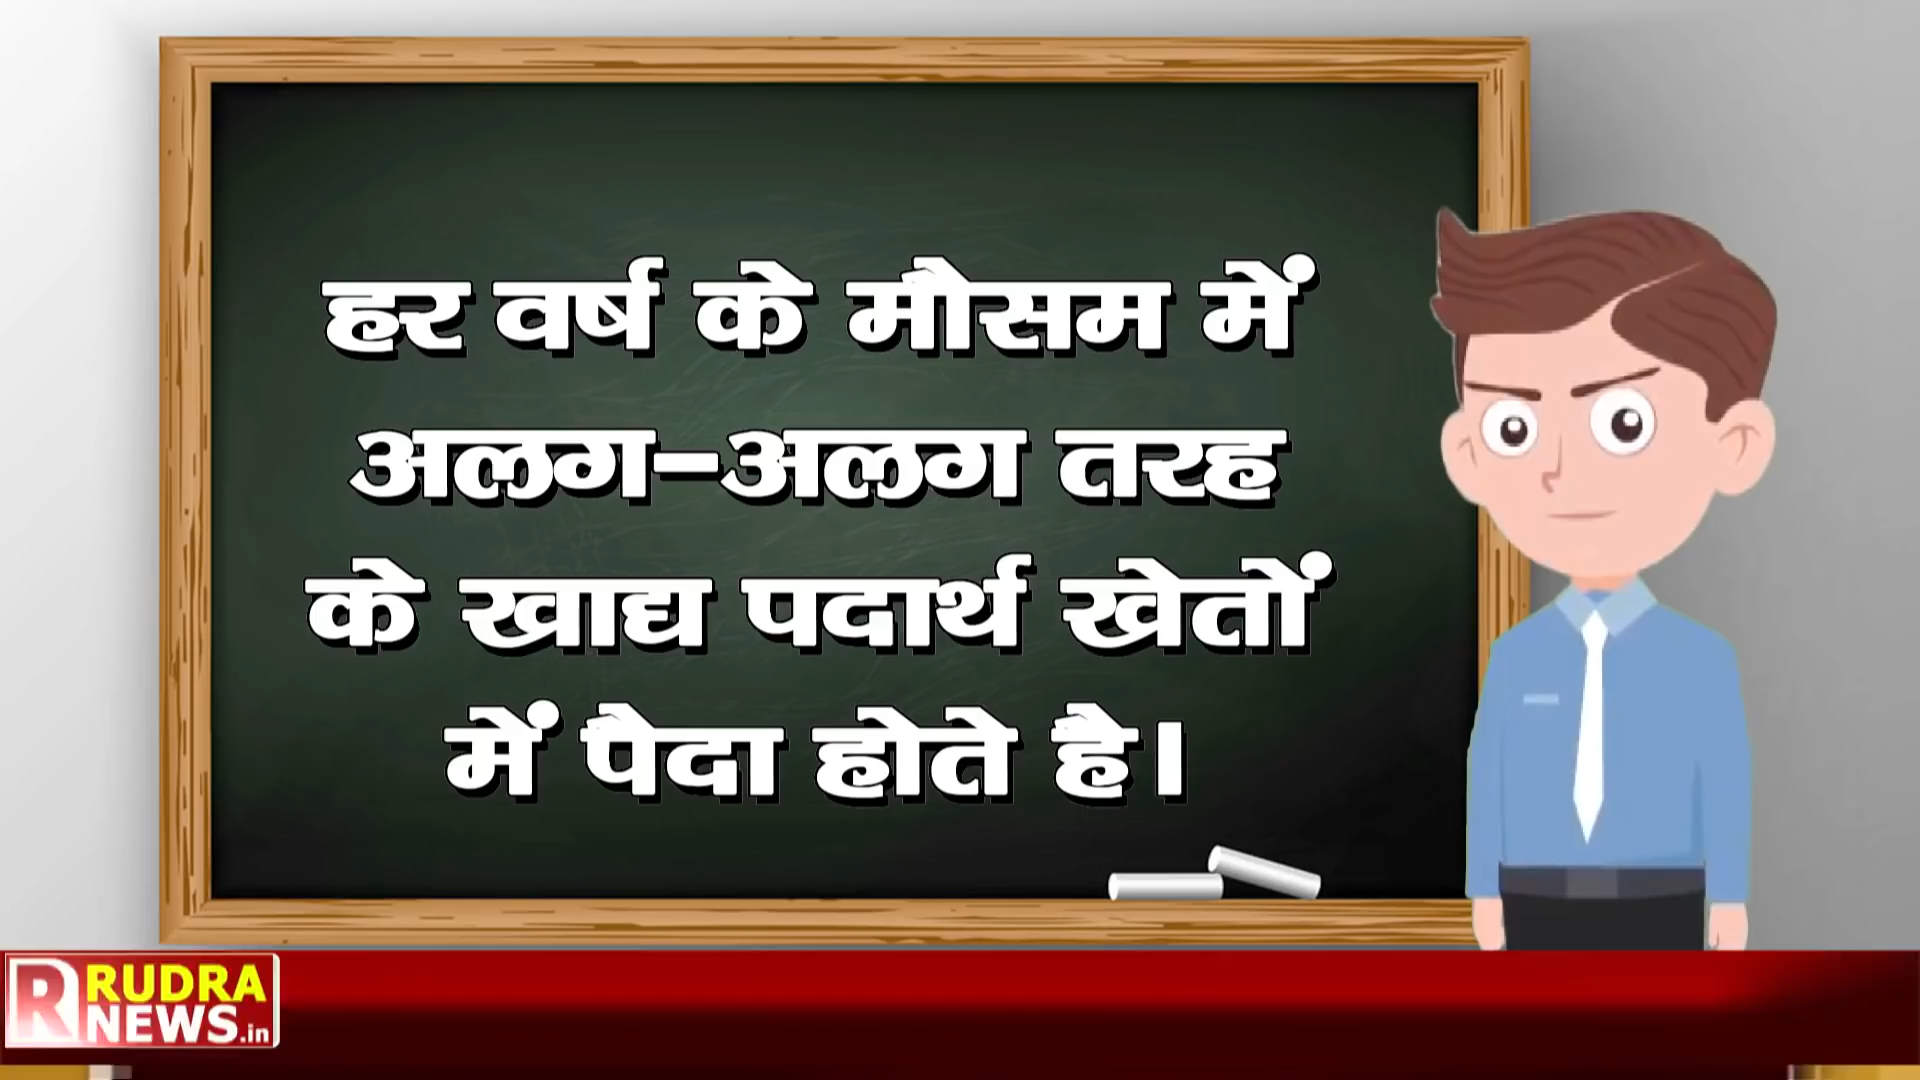 हर वर्ष के मौसम में
अलग-अलग तरह
के खाद्य पदार्थ खेतों
में पैदा होते है।
R RUDRA
NEWS.in